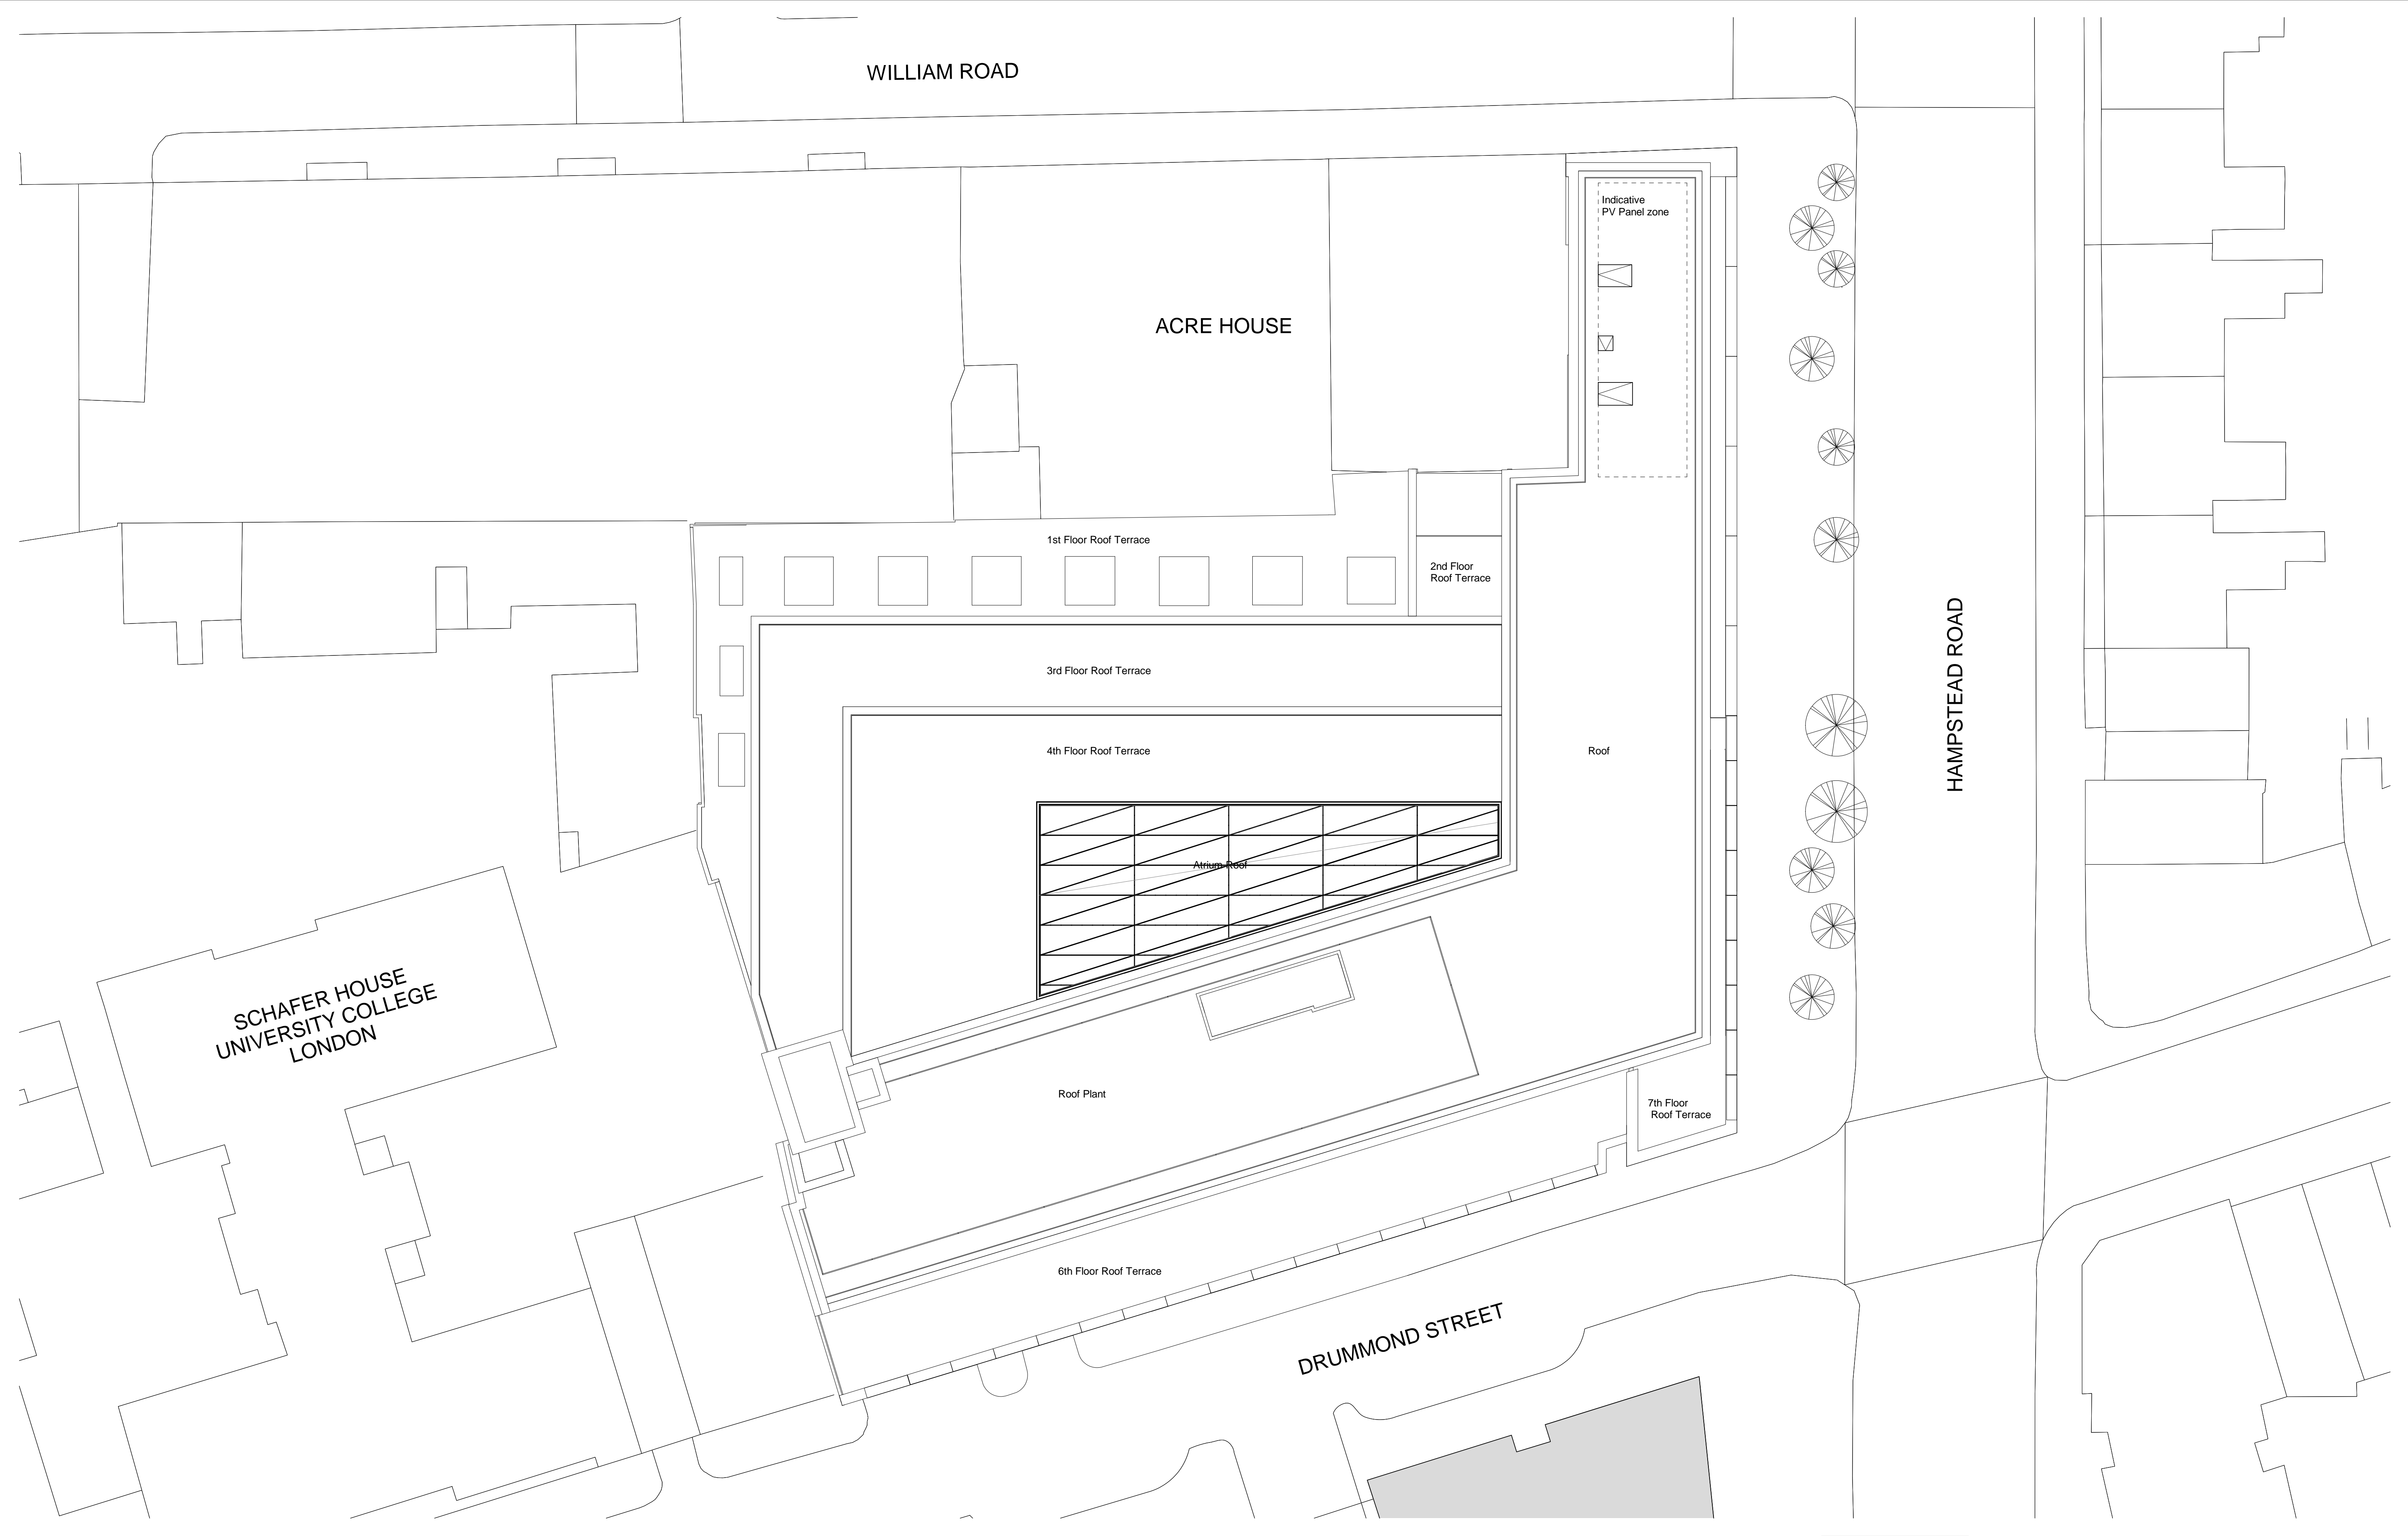 WILLIAM ROAD
Indicative
PV Panel zone
ACRE HOUSE
1st Floor Roof Terrace
2nd Floor
Roof Terrace
3rd Floor Roof Terrace
4th Floor Roof Terrace
Roof
HAMPSTEAD ROAD
Atrium Roof
SCHAFER HOUSE
UNIVERSITY COLLEGE
LONDON
Roof Plant
7th Floor
Roof Terrace
6th Floor Roof Terrace
DRUMMOND STREET